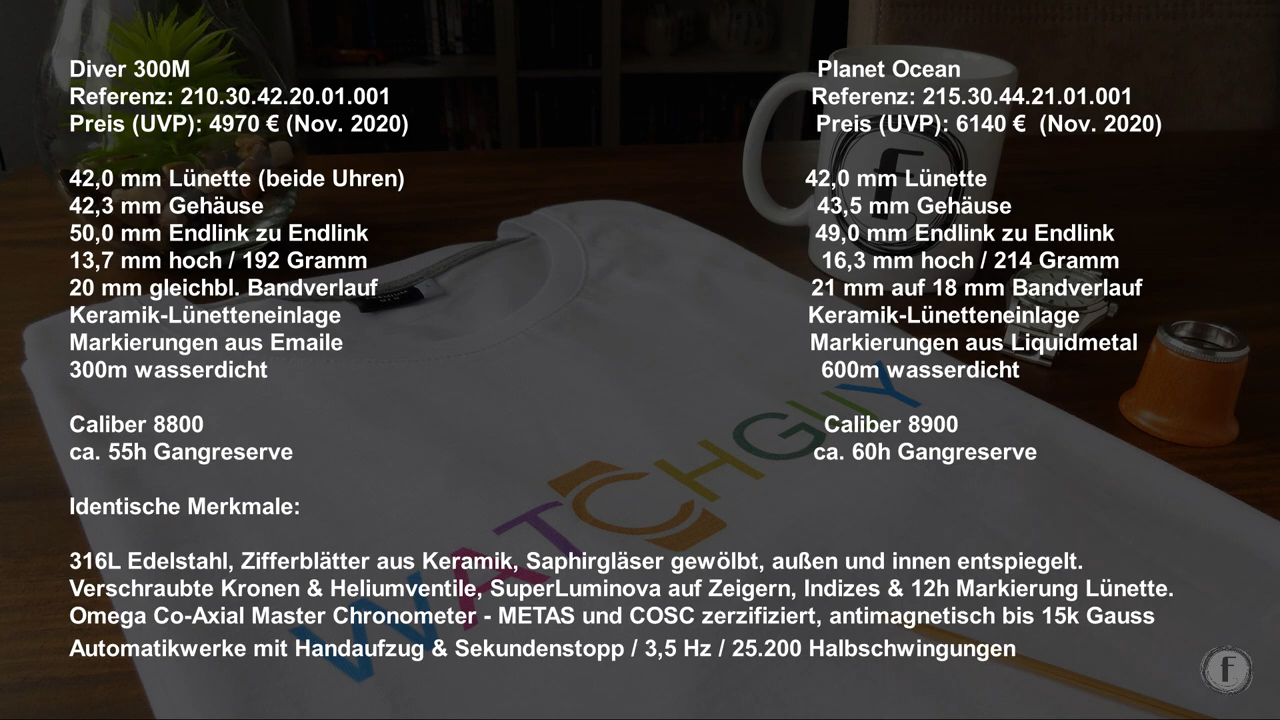 Diver 300M
Referenz: 210.30.42.20.01.001
Preis (UVP): 4970 € (Nov. 2020)
42,0 mm Lünette (beide Uhren)
42,3 mm Gehäuse
50,0 mm Endlink zu Endlink
13,7 mm hoch / 192 Gramm
20 mm gleichbl. Bandverlauf
Keramik-Lünetteneinlage
Markierungen aus Emaile
300m wasserdicht
Caliber 8800
ca. 55h Gangreserve
Planet Ocean
Referenz: 215.30.44.21.01.001
Preis (UVP): 6140 € (Nov. 2020)
42,0 mm Lünette
43,5 mm Gehäuse
49,0 mm Endlink zu Endlink
16,3 mm hoch / 214 Gramm
21 mm auf 18 mm Bandverlauf
Keramik-Lünetteneinlage
Markierungen aus Liquidmetal
600m wasserdicht
Caliber 8900
ca. 60h Gangreserve
Identische Merkmale:
316L Edelstahl, Zifferblätter aus Keramik, Saphirgläser gewölbt, außen und innen entspiegelt.
Verschraubte Kronen & Heliumventile, SuperLuminova auf Zeigern, Indizes & 12h Markierung Lünette.
Omega Co-Axial Master Chronometer - METAS und COSC zerzifiziert, antimagnetisch bis 15k Gauss
Automatikwerke mit Handaufzug & Sekundenstopp / 3,5 Hz / 25.200 Halbschwingungen
WATCHGUY
f
f